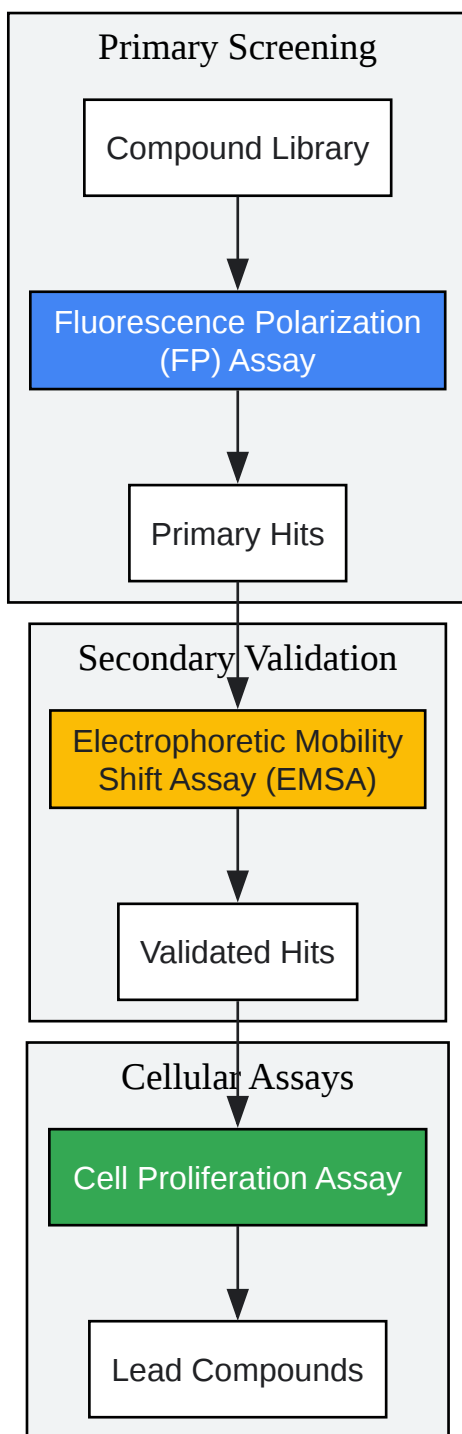 Primary Screening
Compound Library
Fluorescence Polarization
(FP) Assay
Primary Hits
Secondary Validation
Electrophoretic Mobility
Shift Assay (EMSA)
Validated Hits
Cellular Assays
Cell Proliferation Assay
Lead Compounds